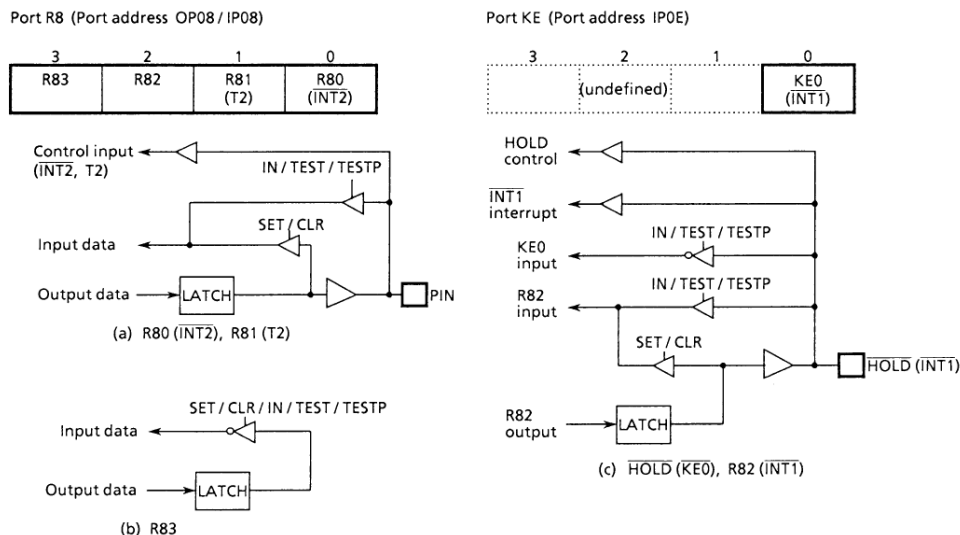 Port R8 (Port address OP08 / IP08)
3 2 1 0
R83 R82 R81 R80
(T2) (INT2)
Control input
(INT2, T2)
IN / TEST / TESTP
SET / CLR
Input data
Output data LATCH PIN
(a) R80 (INT2), R81 (T2)
SET / CLR / IN / TEST / TESTP
Input data
Output data LATCH
(b) R83
Port KE (Port address IP0E)
3 2 1 0
(undefined) KE0
(INT1)
HOLD
control
INT1
interrupt
IN / TEST / TESTP
KE0
input
IN / TEST / TESTP
R82
input
SET / CLR
HOLD (INT1)
R82
output LATCH
(c) HOLD (KE0), R82 (INT1)